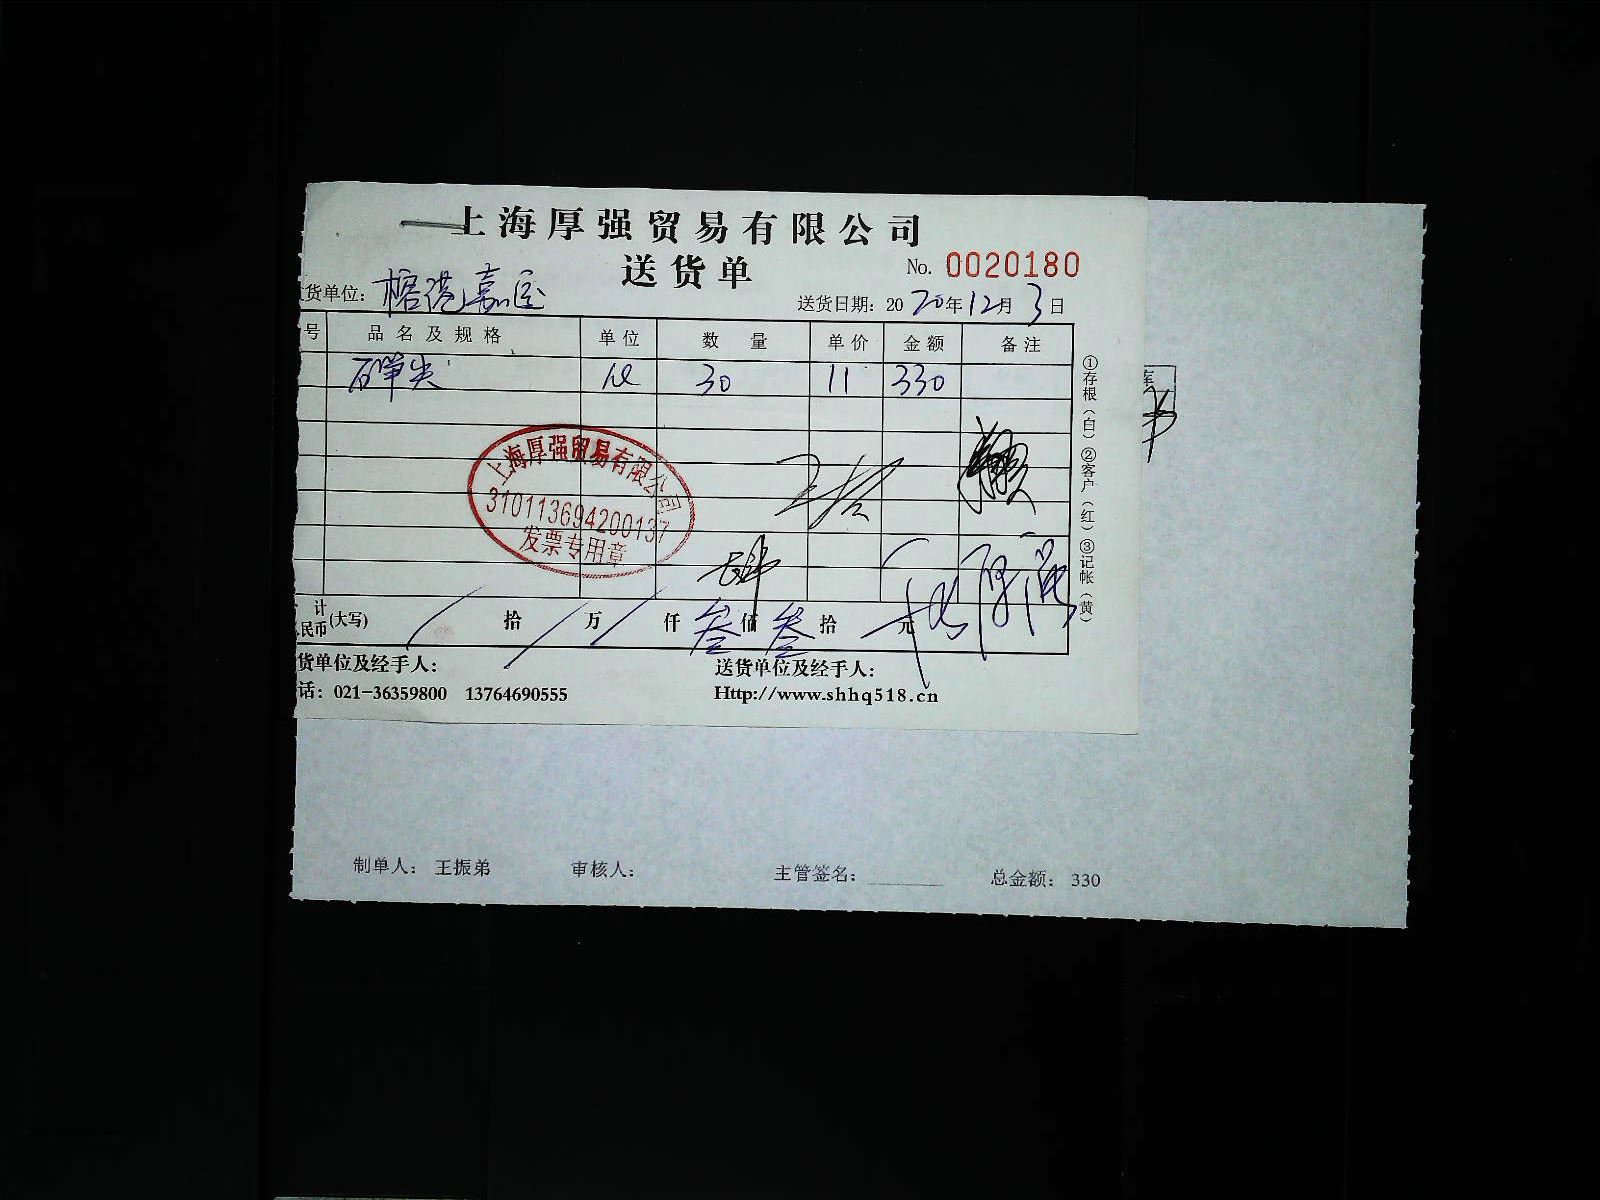 上海厚强贸易有限公司
送货单
No. 0020180
货单位：榕港嘉宝
送货日期：2020年12月3日
号 品名及规格 单位 数量 单价 金额 备注
30 11 330
①存根（白）②客户（红）③记帐（黄）
上海厚强贸易有限公司
310113694200137
发票专用章
计
民币
(大写) 拾 万 仟 叁佰 叁拾 元
货单位及经手人：
送货单位及经手人：
话：021-36359800 13764690555
Http://www.shhq518.cn
制单人： 王振弟 审核人： 主管签名： 总金额： 330